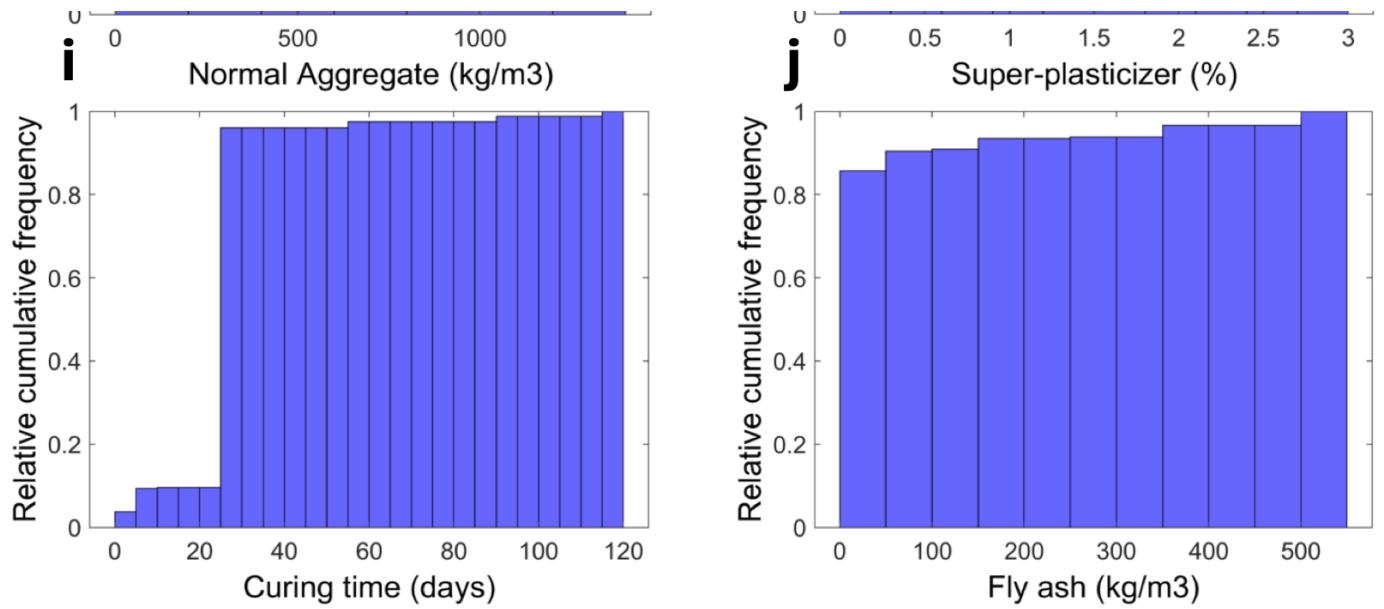 0 0
0 500 1000 0 0.5 1 1.5 2 2.5 3
i j
Normal Aggregate (kg/m3) Super-plasticizer (%)
Relative cumulative frequency
1
0.8
0.6
0.4
0.2
0
0 20 40 60 80 100 120
Curing time (days)
Relative cumulative frequency
1
0.8
0.6
0.4
0.2
0
0 100 200 300 400 500
Fly ash (kg/m3)